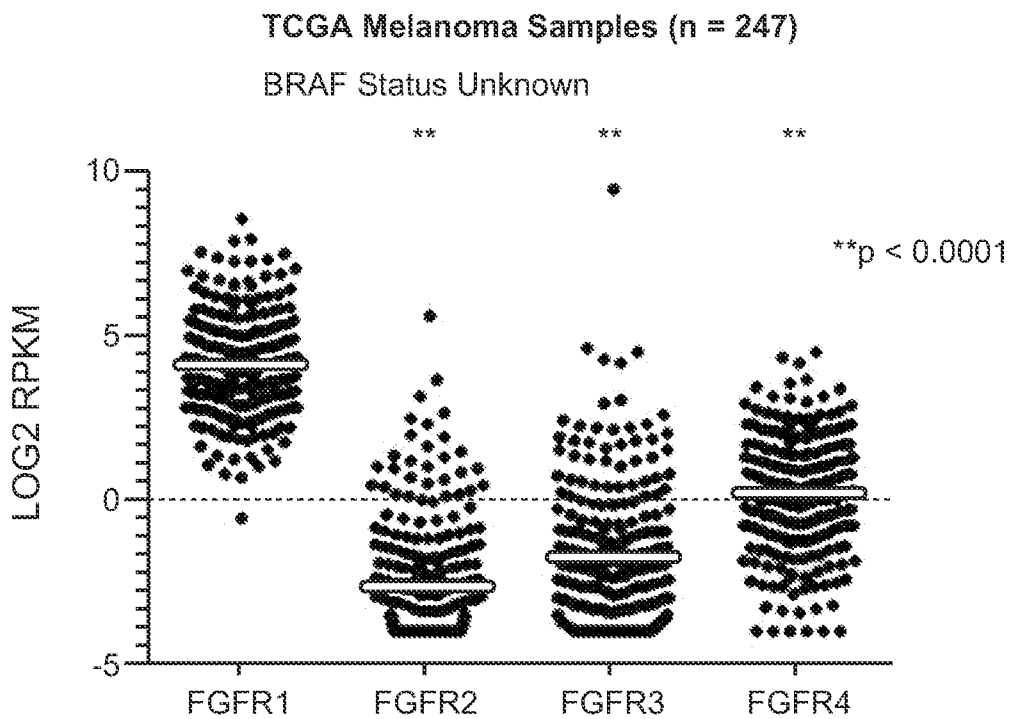 TCGA Melanoma Samples (n = 247)
BRAF Status Unknown
** ** **
10
**p < 0.0001
5
LOG2 RPKM
0
-5
FGFR1 FGFR2 FGFR3 FGFR4